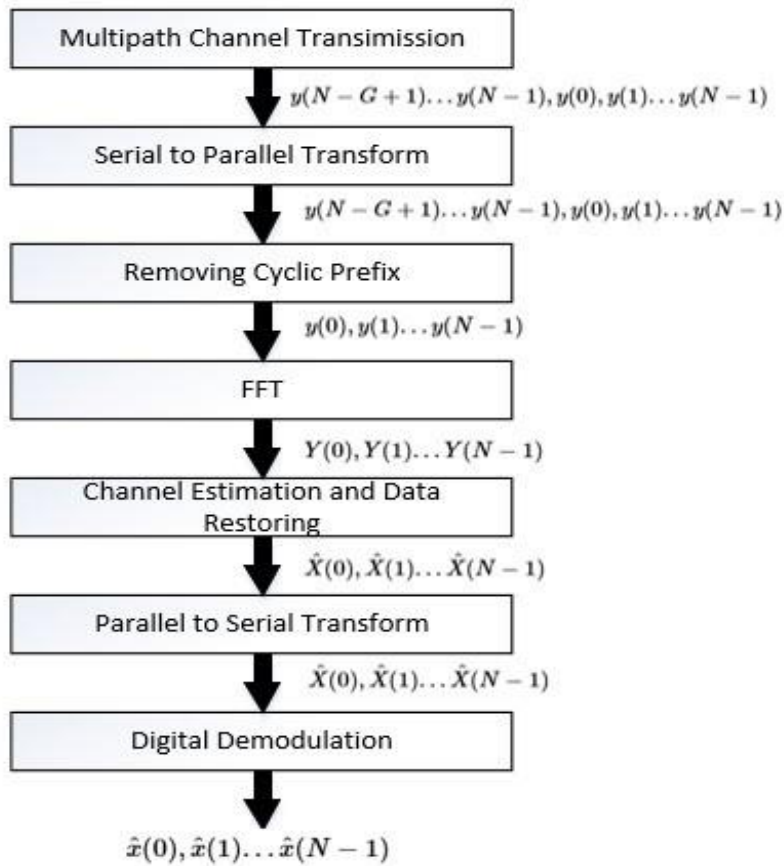 Multipath Channel Transimission
y(N − G + 1)…y(N − 1), y(0), y(1)…y(N − 1)
Serial to Parallel Transform
y(N − G + 1)…y(N − 1), y(0), y(1)…y(N − 1)
Removing Cyclic Prefix
y(0), y(1)…y(N − 1)
FFT
Y(0), Y(1)…Y(N − 1)
Channel Estimation and Data
Restoring
X̂(0), X̂(1)…X̂(N − 1)
Parallel to Serial Transform
X̂(0), X̂(1)…X̂(N − 1)
Digital Demodulation
x̂(0), x̂(1)…x̂(N − 1)